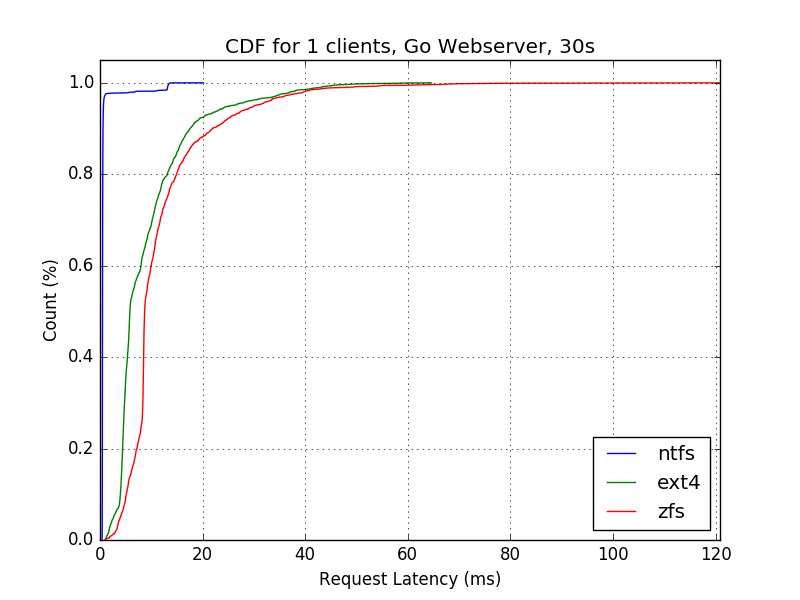 CDF for 1 clients, Go Webserver, 30s
1.0
0.8
0.6
0.4
0.2
0.0
Count (%)
0 20 40 60 80 100 120
Request Latency (ms)
ntfs
ext4
zfs